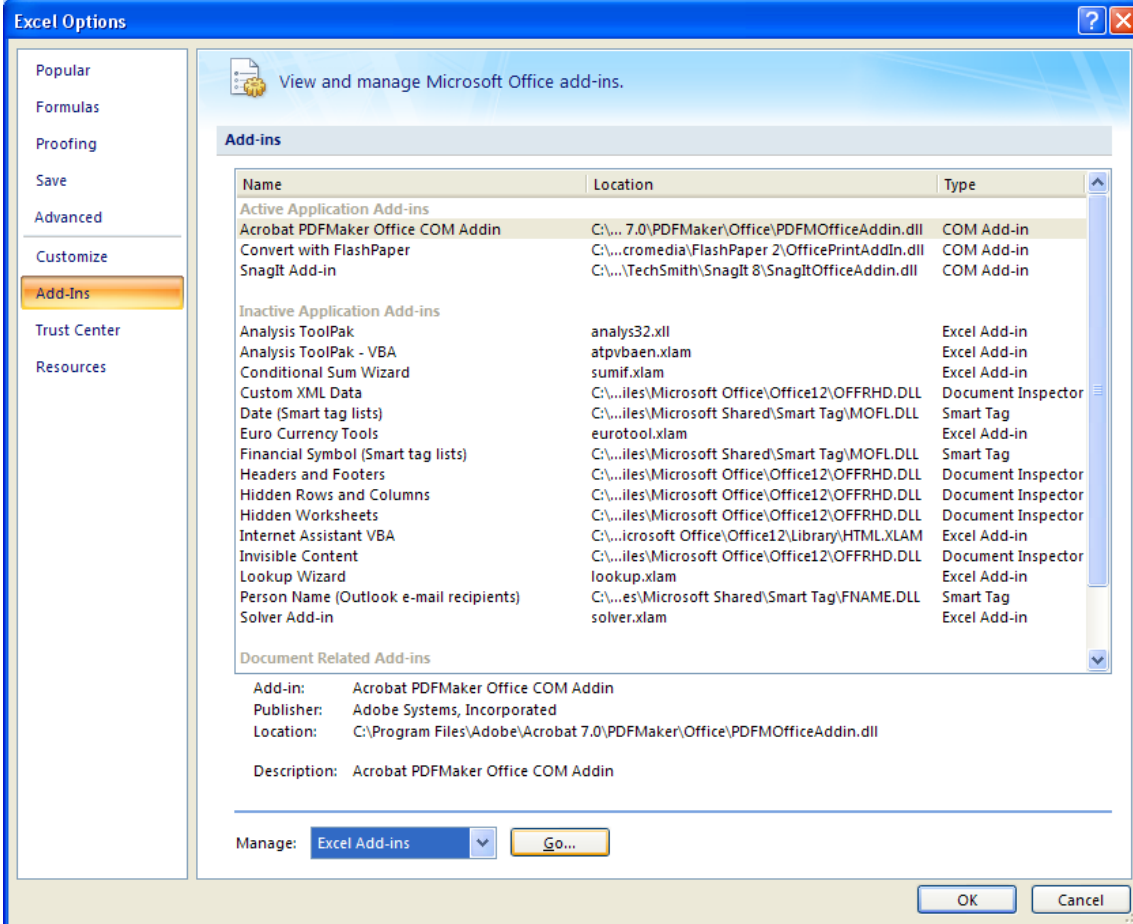 Excel Options
Popular
Formulas
Proofing
Save
Advanced
Customize
Add-Ins
Trust Center
Resources
View and manage Microsoft Office add-ins.
Add-ins
Name Location Type
Active Application Add-ins
Acrobat PDFMaker Office COM Addin C:\... 7.0\PDFMaker\Office\PDFMOfficeAddin.dll COM Add-in
Convert with FlashPaper C:\...cromedia\FlashPaper 2\OfficePrintAddIn.dll COM Add-in
SnagIt Add-in C:\...\TechSmith\SnagIt 8\SnagItOfficeAddin.dll COM Add-in
Inactive Application Add-ins
Analysis ToolPak analys32.xll Excel Add-in
Analysis ToolPak - VBA atpvbaen.xlam Excel Add-in
Conditional Sum Wizard sumif.xlam Excel Add-in
Custom XML Data C:\...iles\Microsoft Office\Office12\OFFRHD.DLL Document Inspector
Date (Smart tag lists) C:\...iles\Microsoft Shared\Smart Tag\MOFL.DLL Smart Tag
Euro Currency Tools eurotool.xlam Excel Add-in
Financial Symbol (Smart tag lists) C:\...iles\Microsoft Shared\Smart Tag\MOFL.DLL Smart Tag
Headers and Footers C:\...iles\Microsoft Office\Office12\OFFRHD.DLL Document Inspector
Hidden Rows and Columns C:\...iles\Microsoft Office\Office12\OFFRHD.DLL Document Inspector
Hidden Worksheets C:\...iles\Microsoft Office\Office12\OFFRHD.DLL Document Inspector
Internet Assistant VBA C:\...icrosoft Office\Office12\Library\HTML.XLAM Excel Add-in
Invisible Content C:\...iles\Microsoft Office\Office12\OFFRHD.DLL Document Inspector
Lookup Wizard lookup.xlam Excel Add-in
Person Name (Outlook e-mail recipients) C:\...es\Microsoft Shared\Smart Tag\FNAME.DLL Smart Tag
Solver Add-in solver.xlam Excel Add-in
Document Related Add-ins
Add-in: Acrobat PDFMaker Office COM Addin
Publisher: Adobe Systems, Incorporated
Location: C:\Program Files\Adobe\Acrobat 7.0\PDFMaker\Office\PDFMOfficeAddin.dll
Description: Acrobat PDFMaker Office COM Addin
Manage: Excel Add-ins Go...
OK Cancel